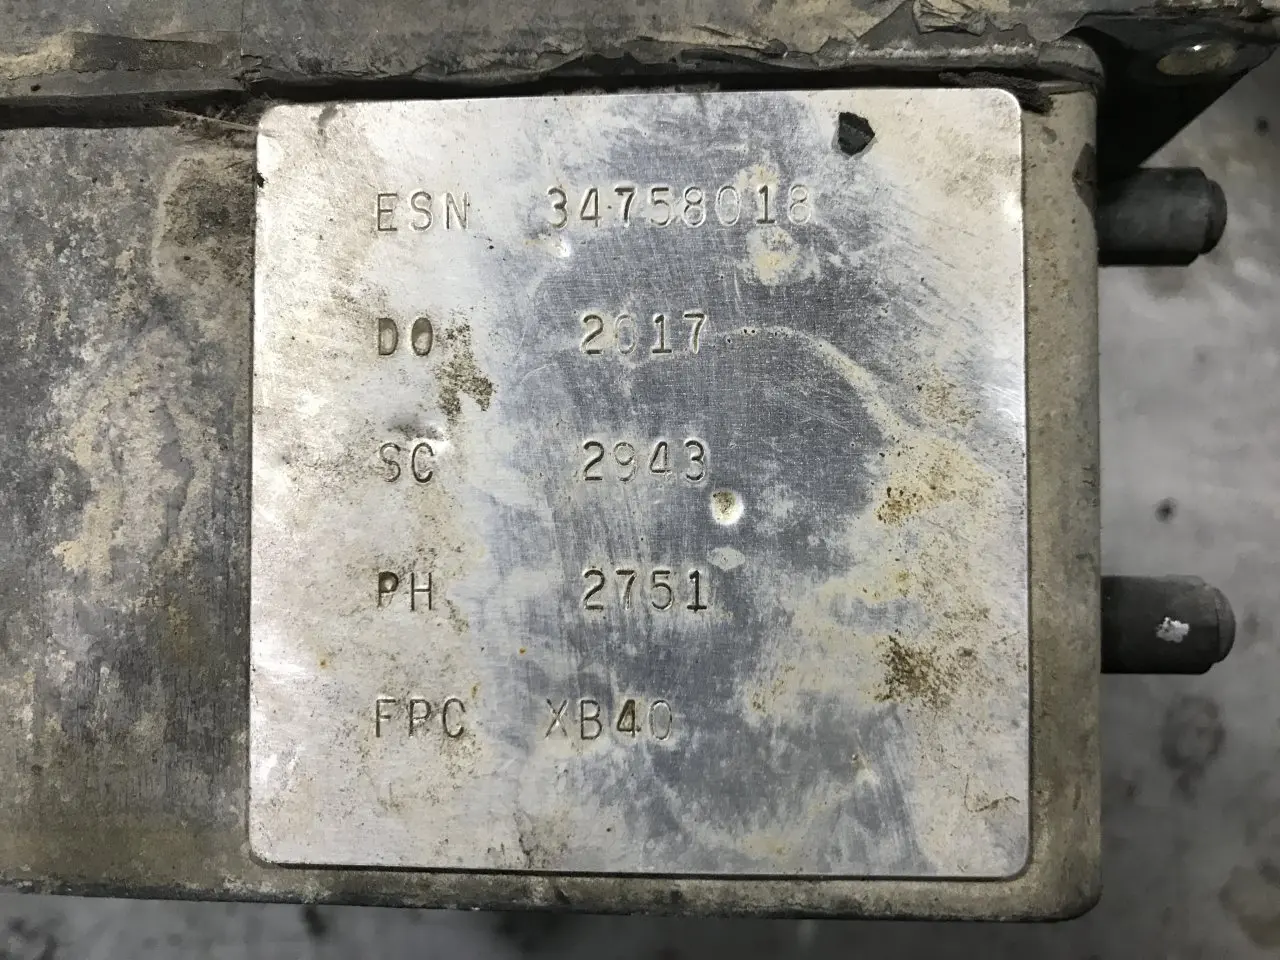 ESN 34758018
DO 2017
SC 2943
PH 2751
FPC XB40